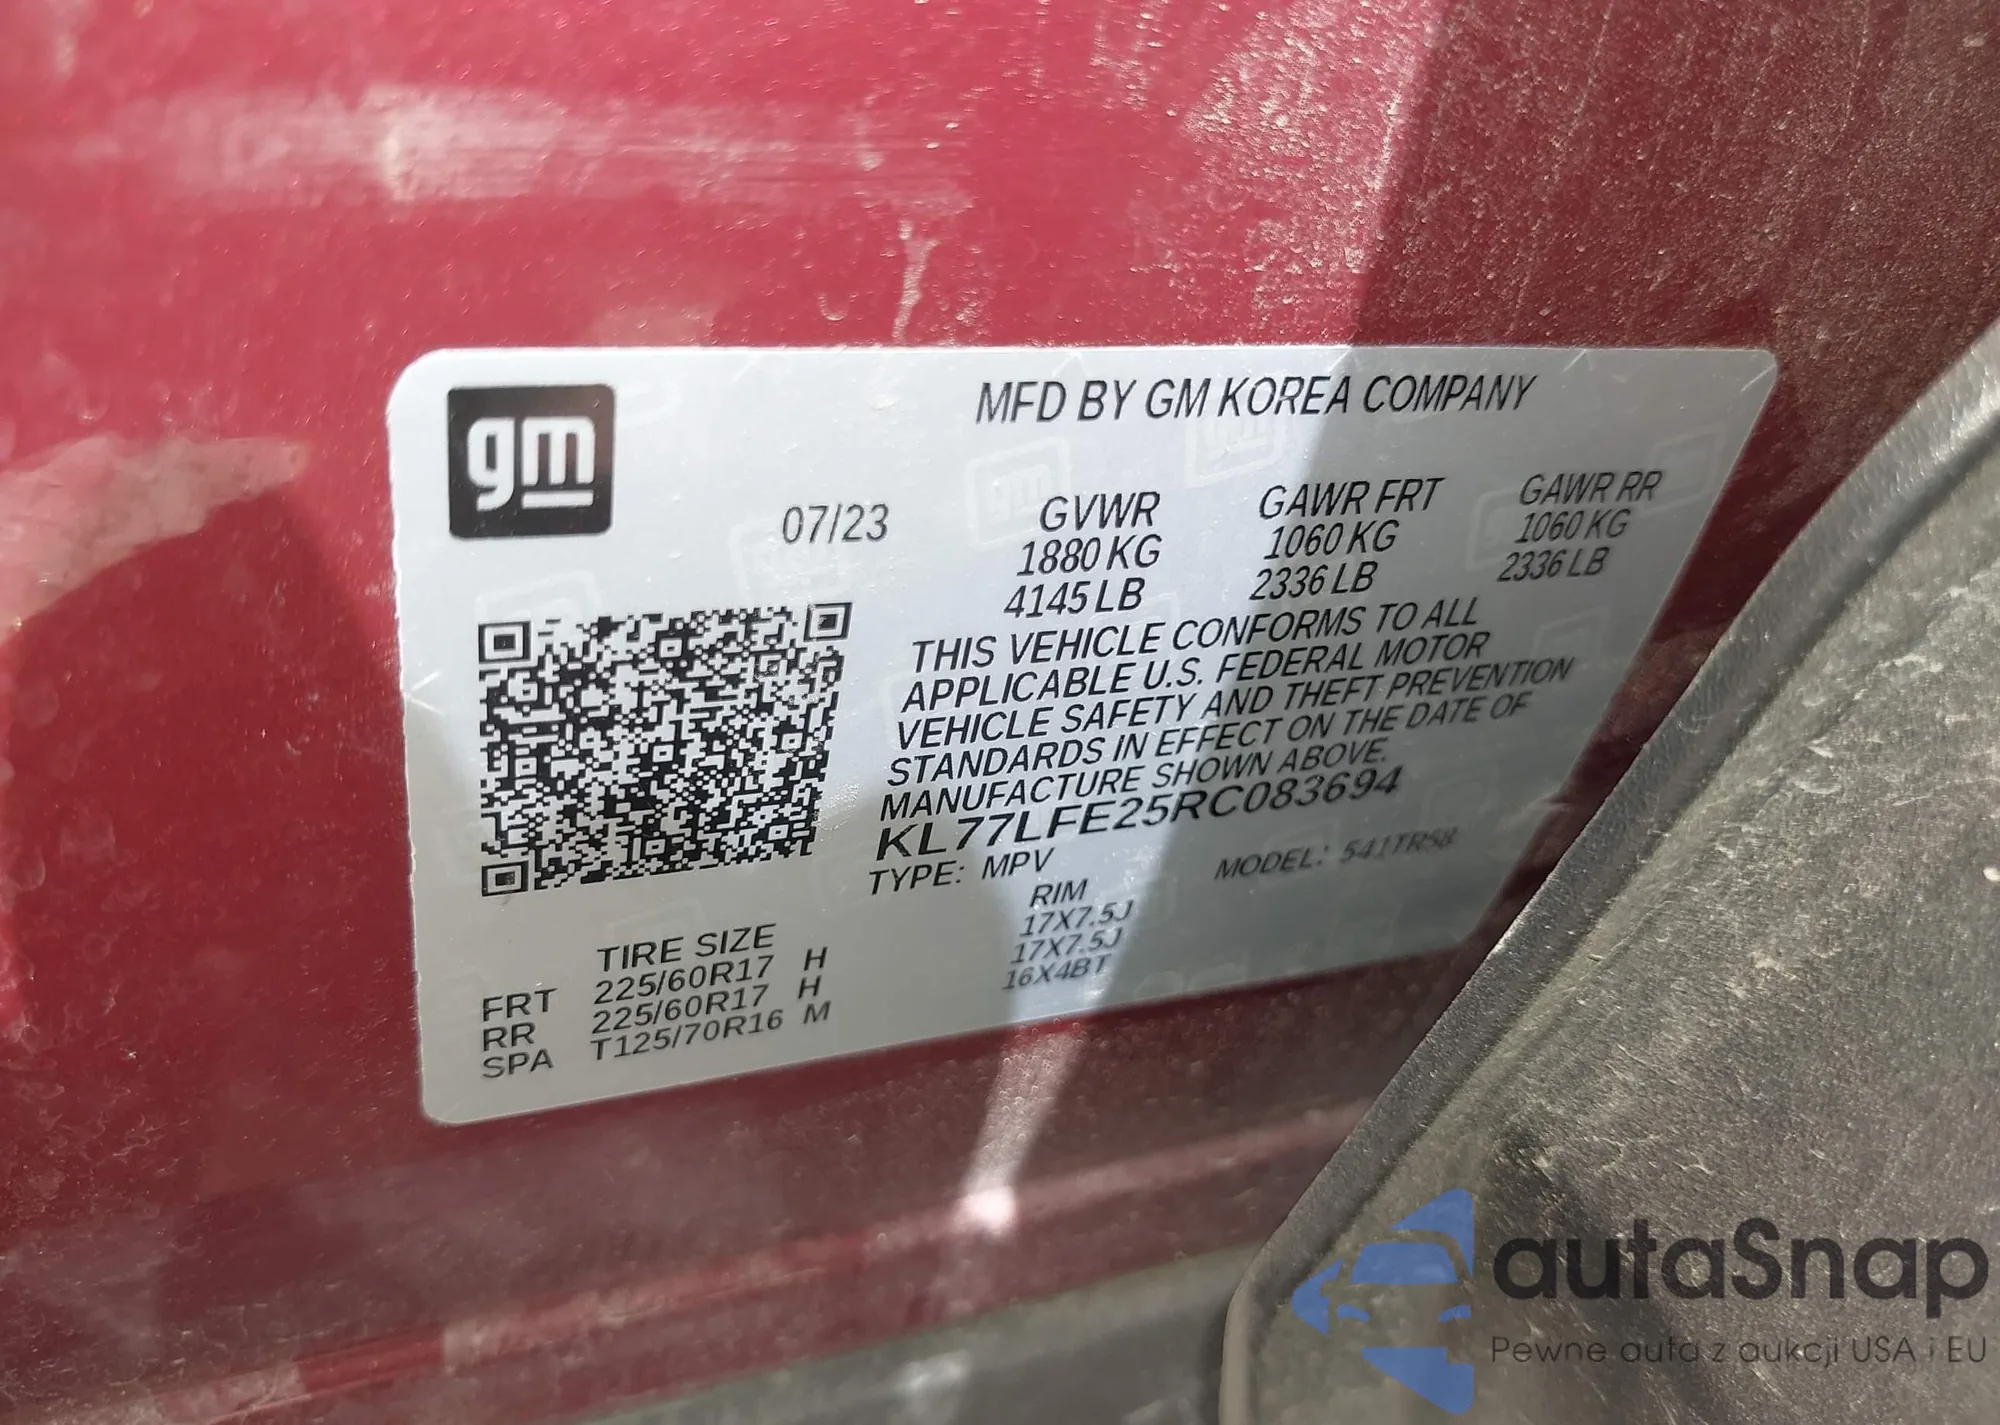 gm
MFD BY GM KOREA COMPANY
07/23
GVWR GAWR FRT GAWR RR
1880 KG 1060 KG 1060 KG
4145 LB 2336 LB 2336 LB
THIS VEHICLE CONFORMS TO ALL
APPLICABLE U.S. FEDERAL MOTOR
VEHICLE SAFETY AND THEFT PREVENTION
STANDARDS IN EFFECT ON THE DATE OF
MANUFACTURE SHOWN ABOVE.
KL77LFE25RC083694
TYPE: MPV MODEL: 541TR58
TIRE SIZE RIM
FRT 225/60R17 H 17X7.5J
RR 225/60R17 H 17X7.5J
SPA T125/70R16 M 16X4BT
autaSnap
Pewne auta z aukcji USA i EU